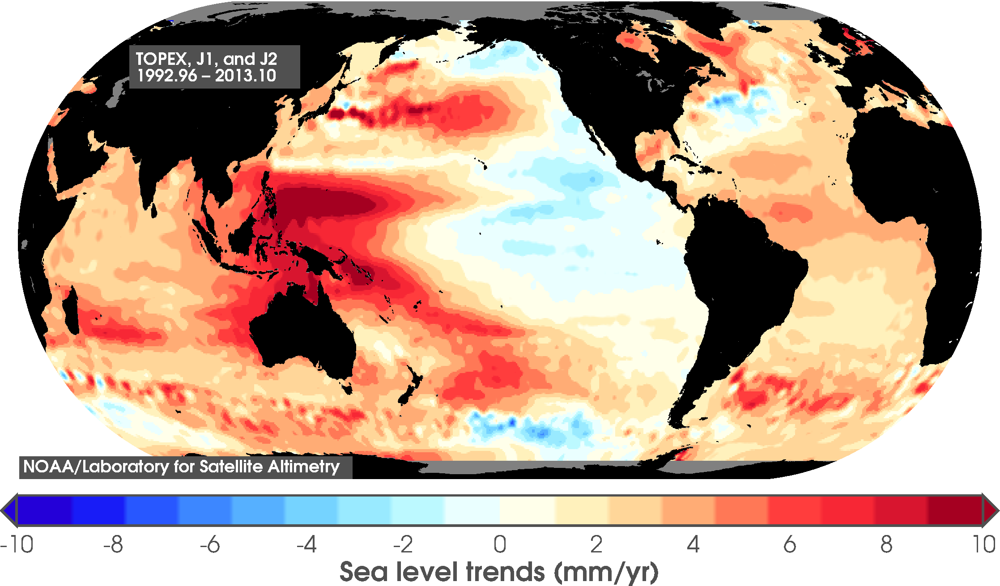 TOPEX, J1, and J2
1992.96 – 2013.10
NOAA/Laboratory for Satellite Altimetry
-10 -8 -6 -4 -2 0 2 4 6 8 10
Sea level trends (mm/yr)